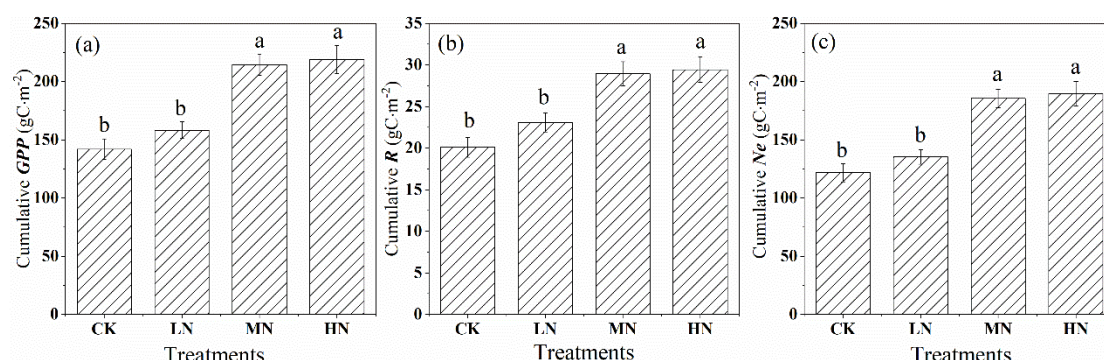 (a)
Cumulative GPP (gC·m-2)
250
200
150
100
50
0
b
b
a
a
CK LN MN HN
Treatments
(b)
Cumulative R (gC·m-2)
35
30
25
20
15
10
5
0
b
b
a
a
CK LN MN HN
Treatments
(c)
Cumulative Ne (gC·m-2)
250
200
150
100
50
0
b
b
a
a
CK LN MN HN
Treatments